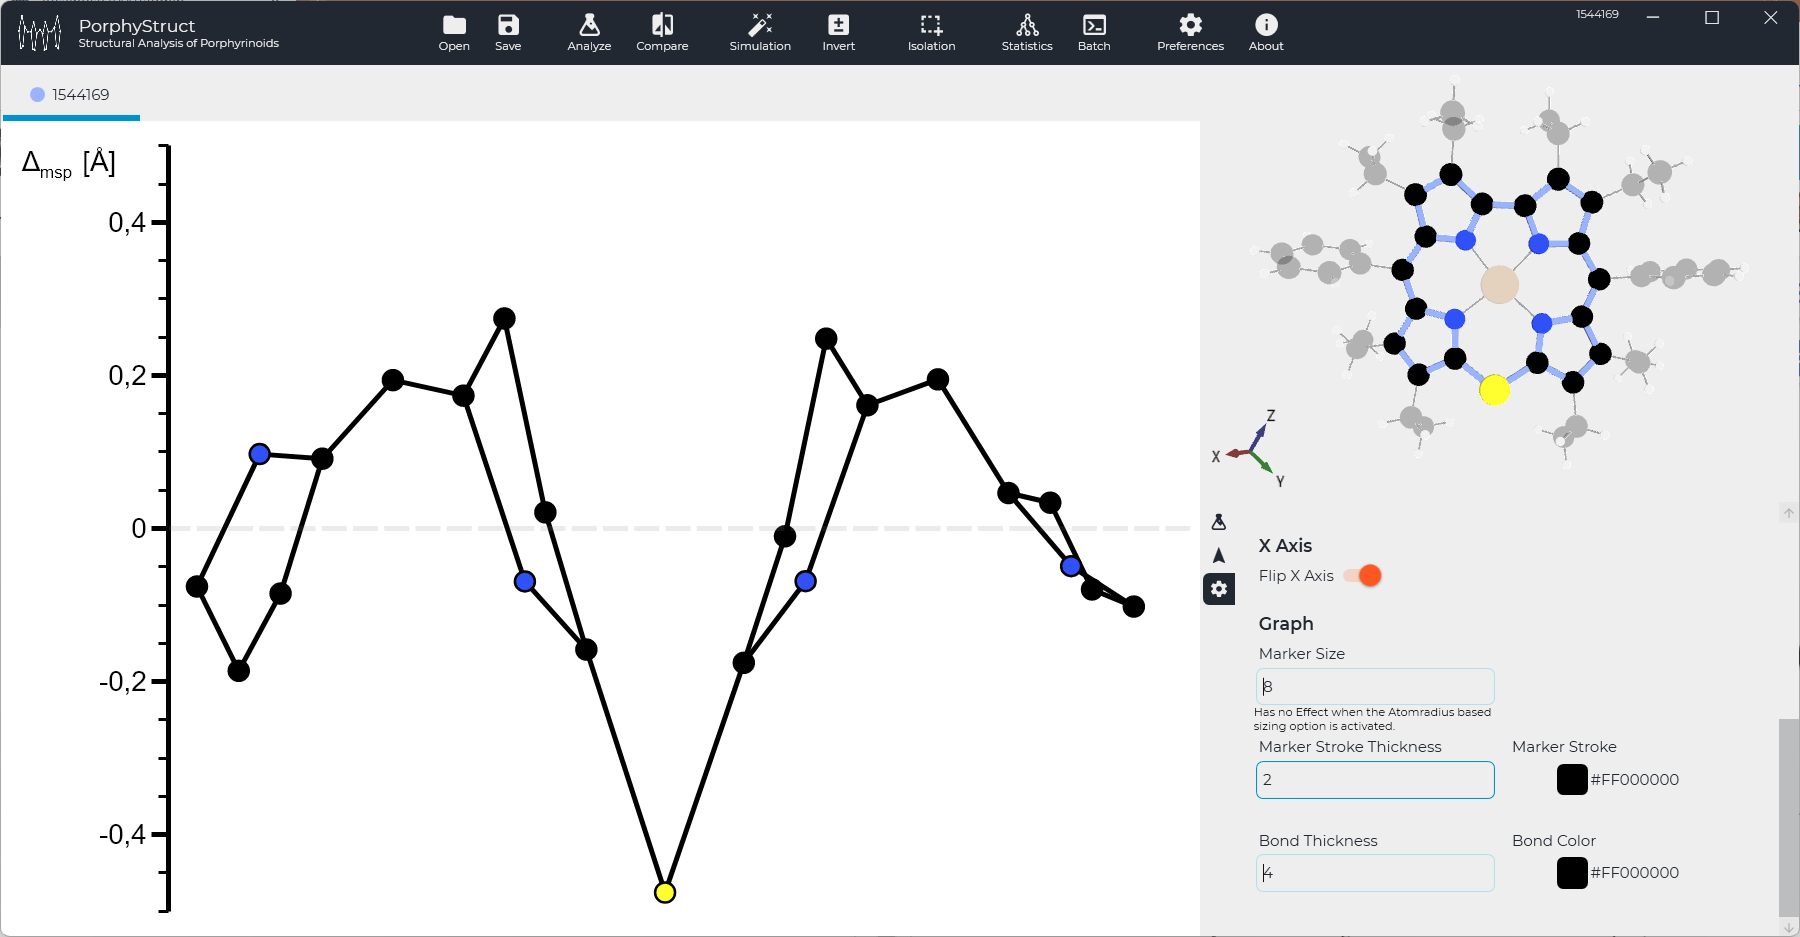 PorphyStruct
Structural Analysis of Porphyrinoids
Open
Save
Analyze
Compare
Simulation
Invert
Isolation
Statistics
Batch
Preferences
About
1544169
1544169
Δmsp [Å]
0,4
0,2
0
-0,2
-0,4
Z
X
Y
X Axis
Flip X Axis
Graph
Marker Size
8
Has no Effect when the Atomradius based
sizing option is activated.
Marker Stroke Thickness
Marker Stroke
2
#FF000000
Bond Thickness
Bond Color
4
#FF000000